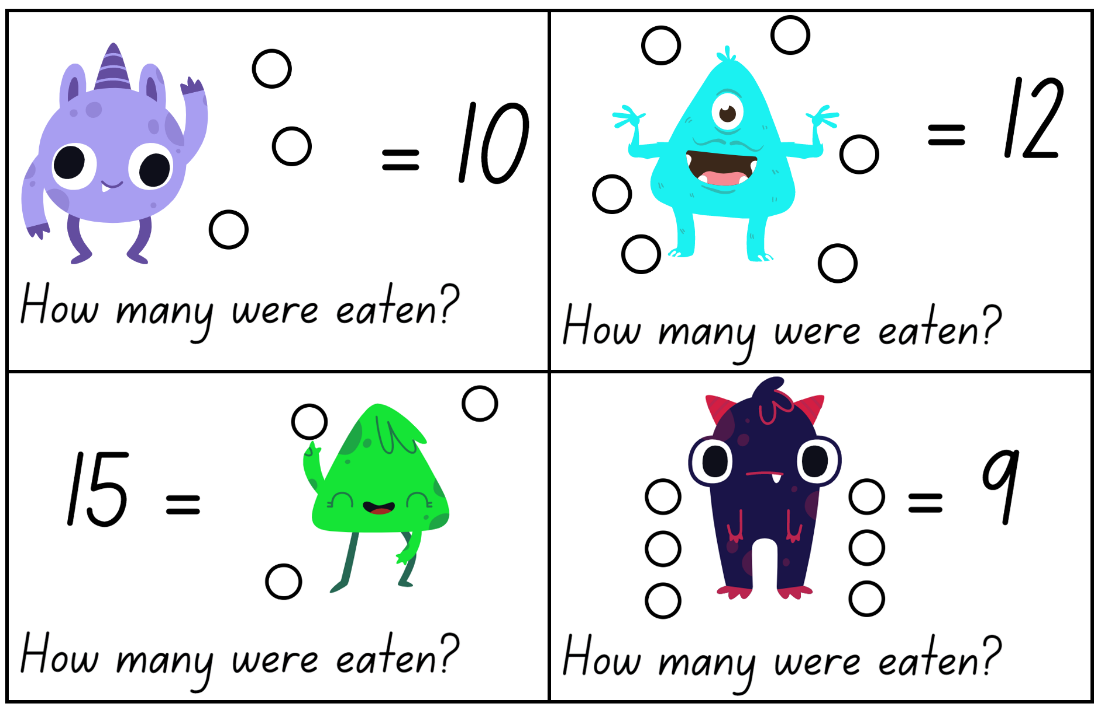 = 10
How many were eaten?
= 12
How many were eaten?
15 =
How many were eaten?
= 9
How many were eaten?